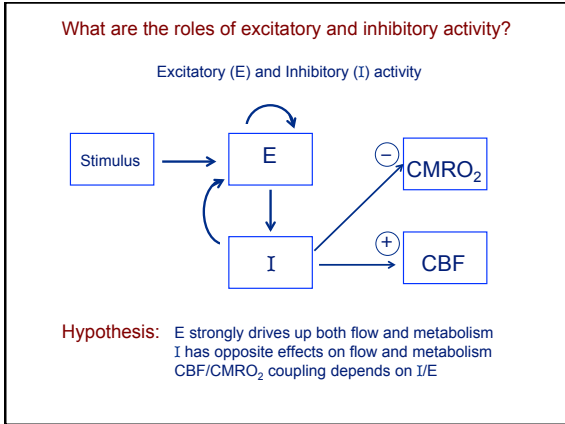 What are the roles of excitatory and inhibitory activity?
Excitatory (E) and Inhibitory (I) activity
Stimulus
E
−
CMRO₂
I
+
CBF
Hypothesis: E strongly drives up both flow and metabolism
I has opposite effects on flow and metabolism
CBF/CMRO₂ coupling depends on I/E